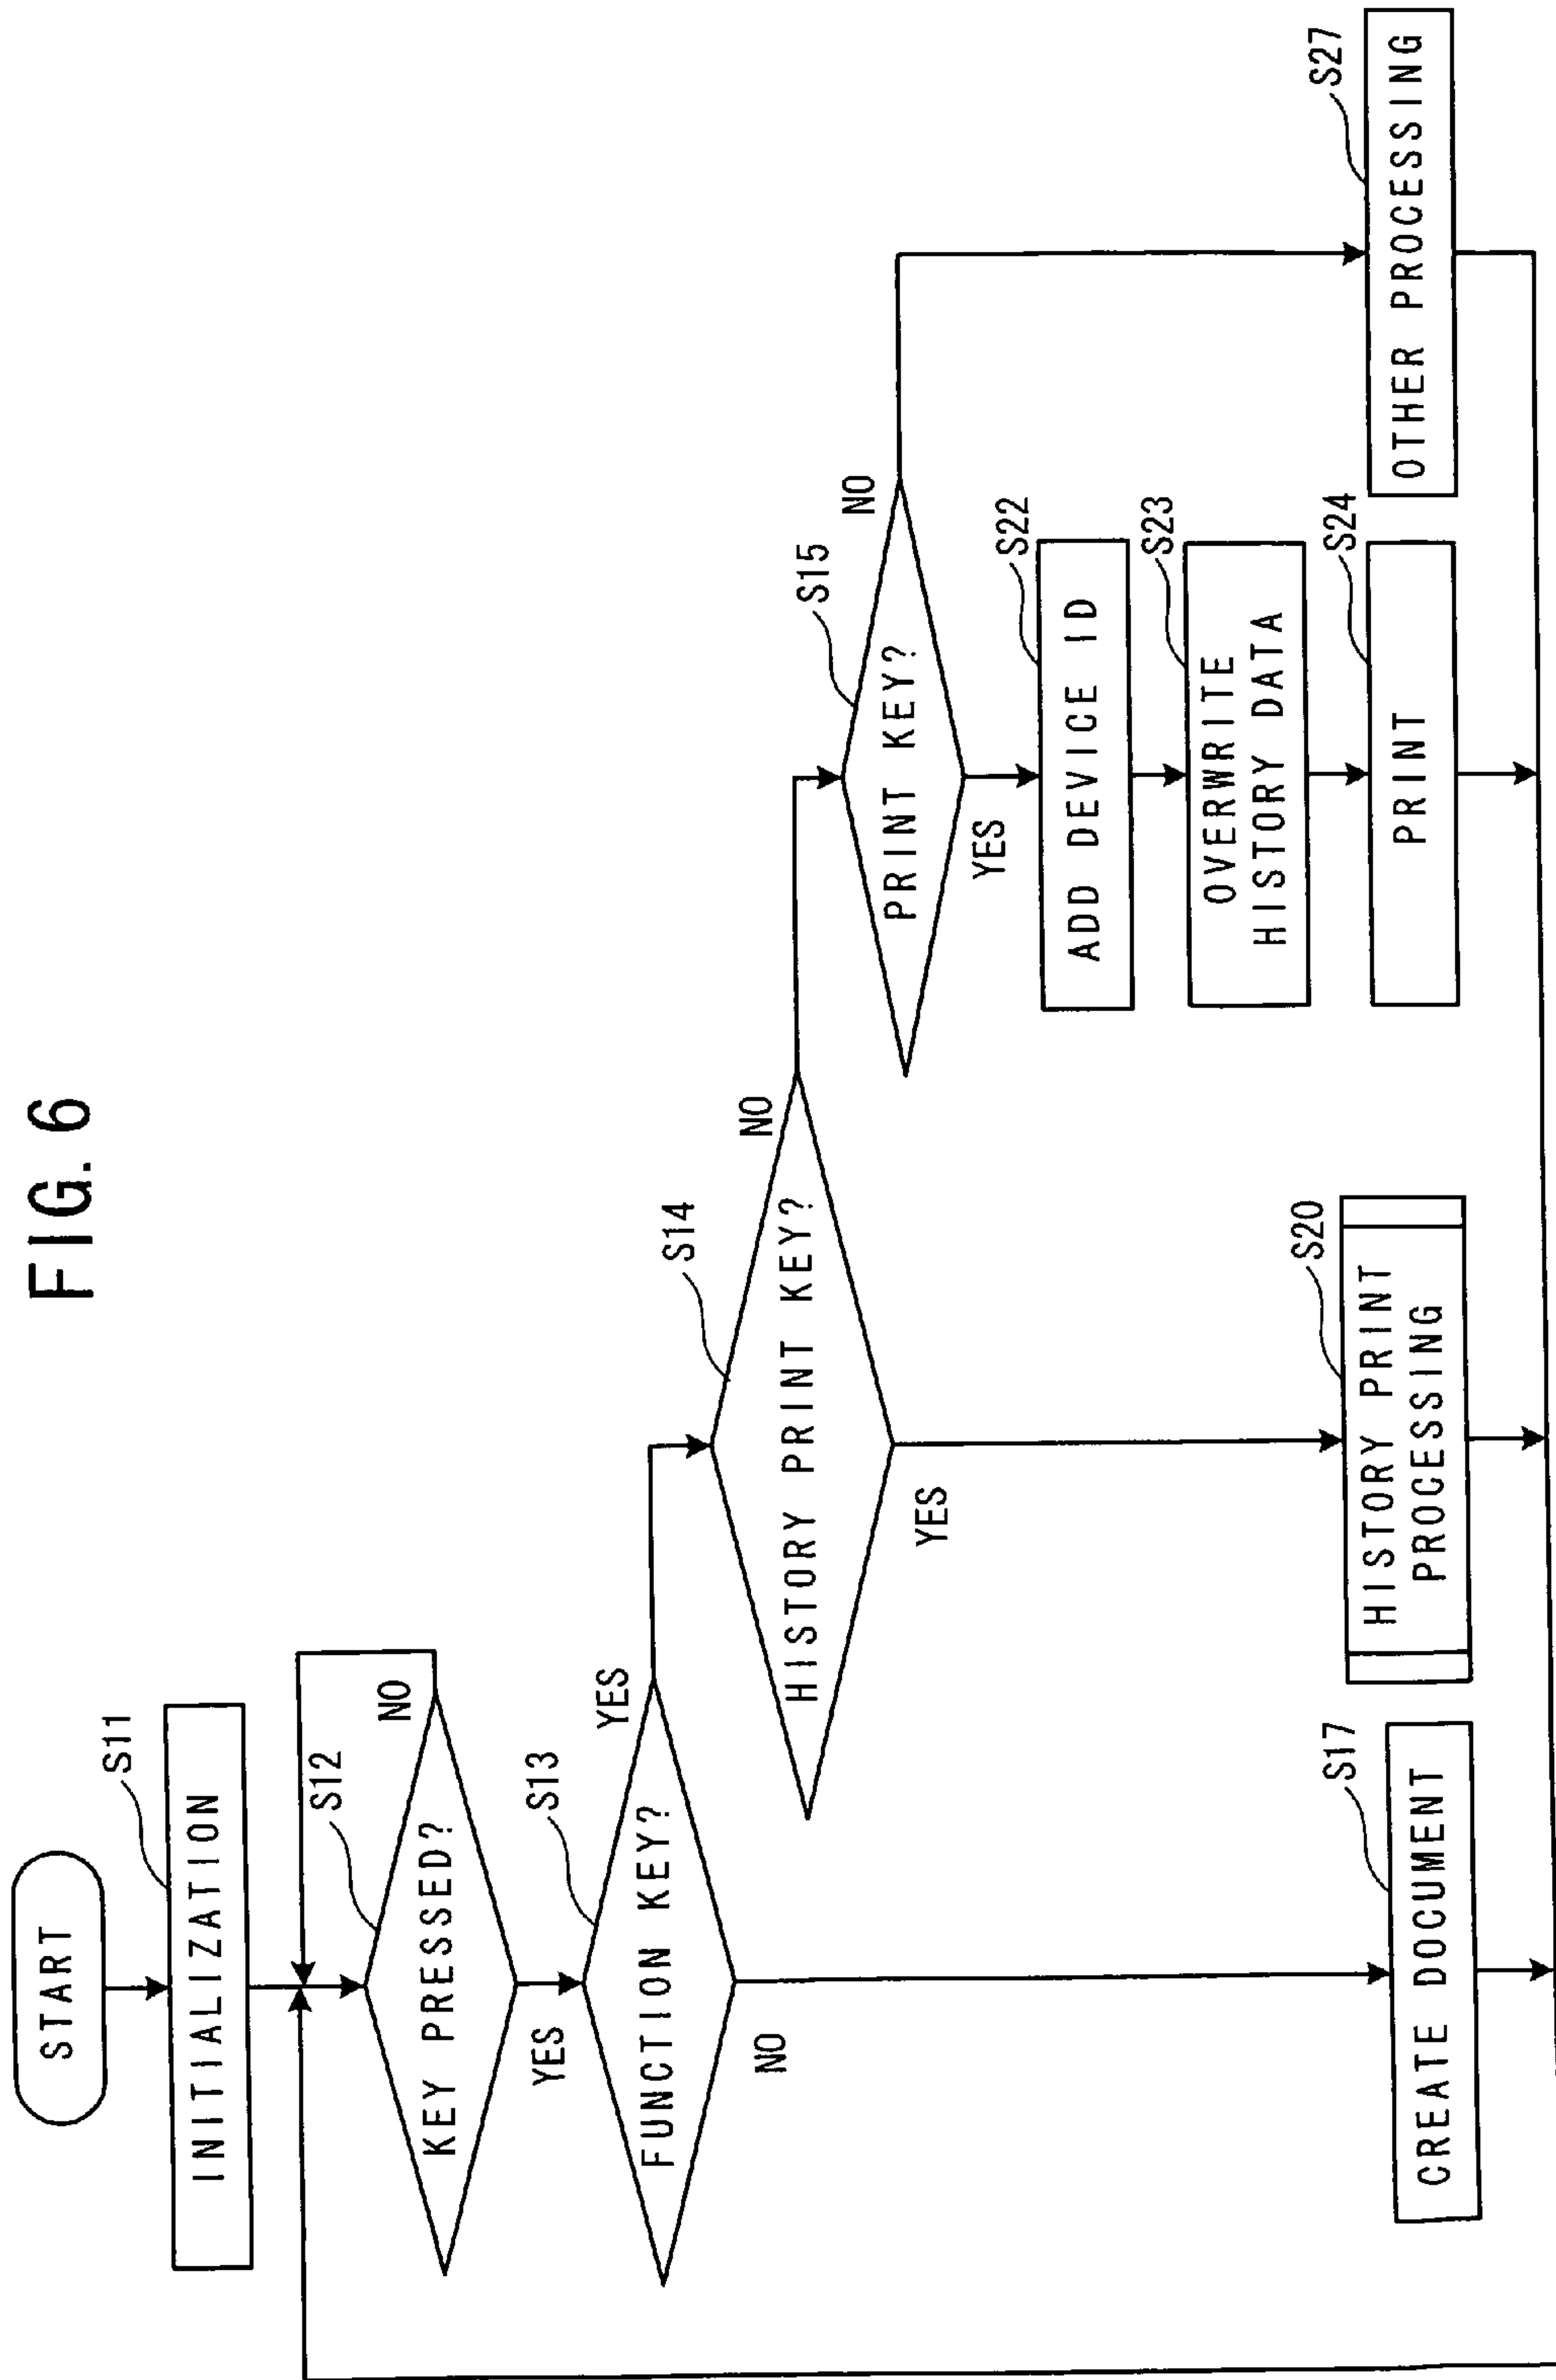 FIG. 6
START
S11
INITIALIZATION
S12
KEY PRESSED?
NO
YES
S13
FUNCTION KEY?
YES
NO
S14
HISTORY PRINT KEY?
NO
YES
S15
PRINT KEY?
NO
YES
S22
ADD DEVICE ID
S23
OVERWRITE
HISTORY DATA
S24
PRINT
S17
CREATE DOCUMENT
S20
HISTORY PRINT
PROCESSING
S27
OTHER PROCESSING